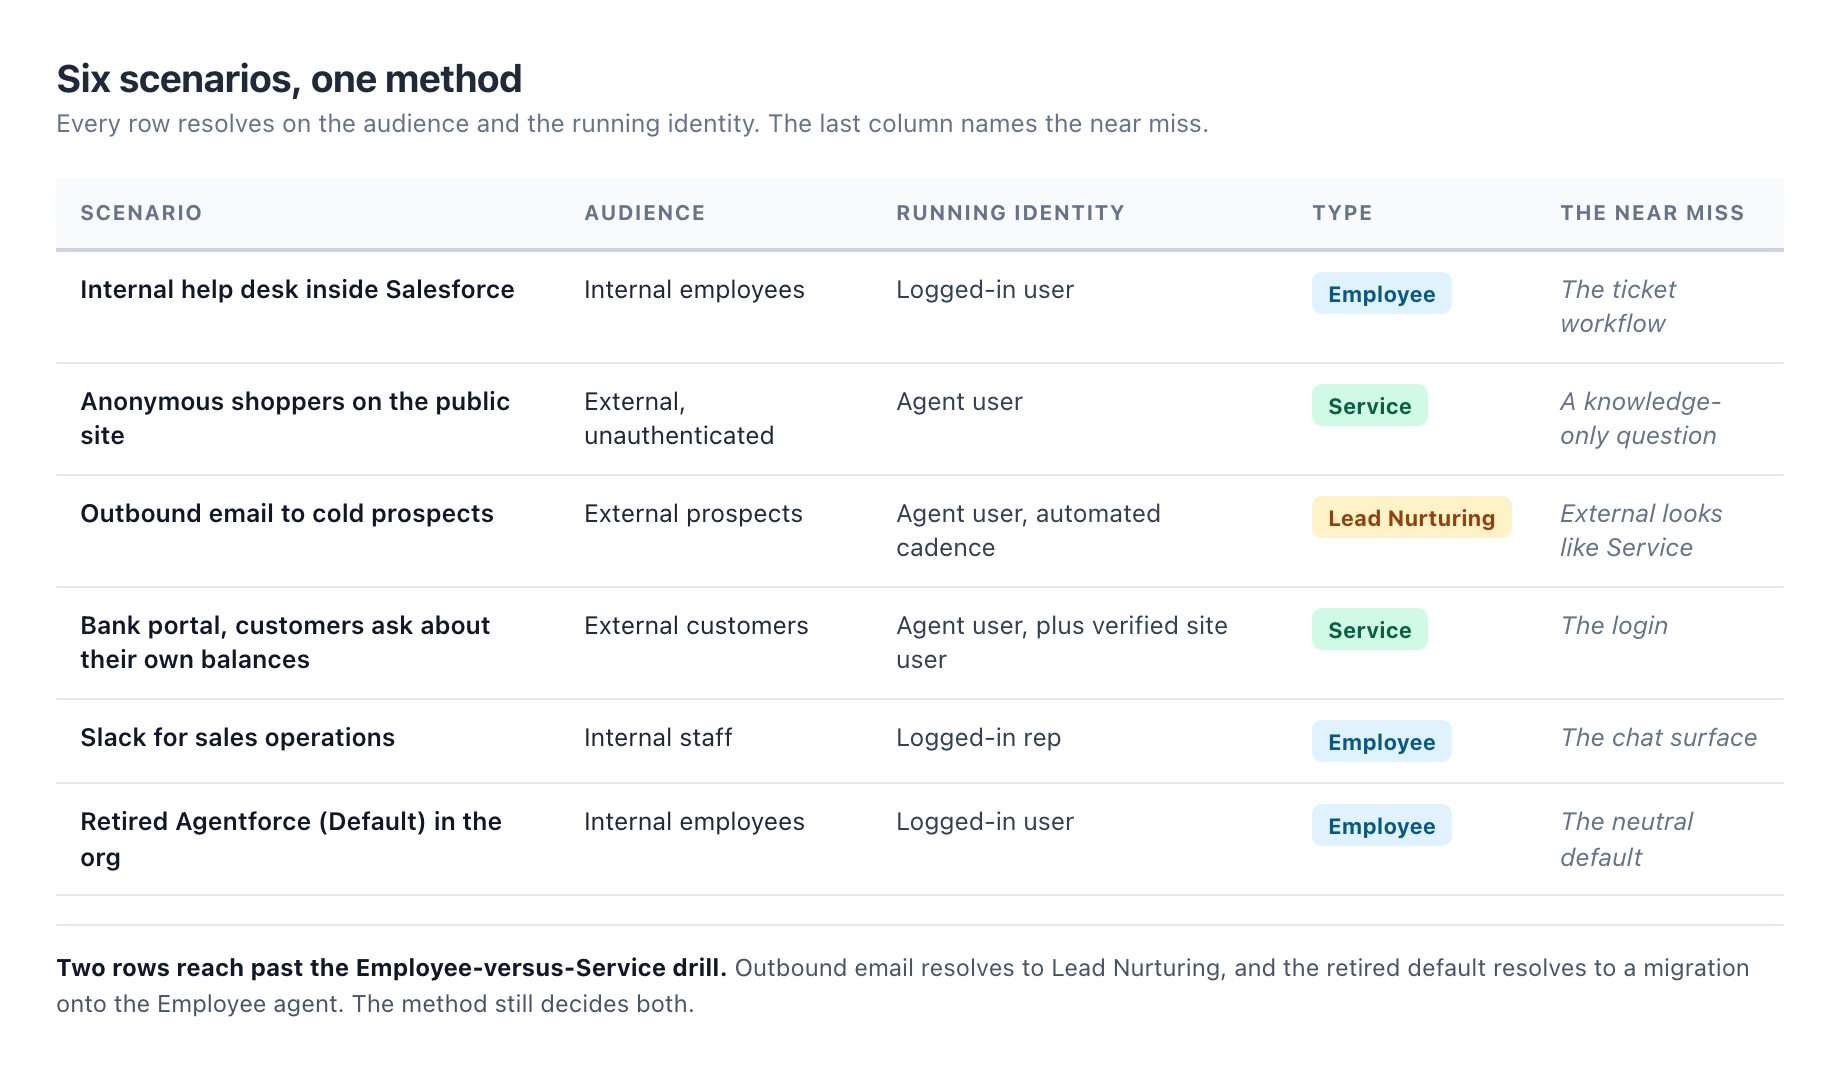 Six scenarios, one method
Every row resolves on the audience and the running identity. The last column names the near miss.
SCENARIO AUDIENCE RUNNING IDENTITY TYPE THE NEAR MISS
Internal help desk inside Salesforce Internal employees Logged-in user Employee The ticket
workflow
Anonymous shoppers on the public External, Agent user Service A knowledge-
site unauthenticated only question
Outbound email to cold prospects External prospects Agent user, automated Lead Nurturing External looks
cadence like Service
Bank portal, customers ask about External customers Agent user, plus verified site Service The login
their own balances user
Slack for sales operations Internal staff Logged-in rep Employee The chat surface
Retired Agentforce (Default) in the Internal employees Logged-in user Employee The neutral
org default
Two rows reach past the Employee-versus-Service drill. Outbound email resolves to Lead Nurturing, and the retired default resolves to a migration
onto the Employee agent. The method still decides both.